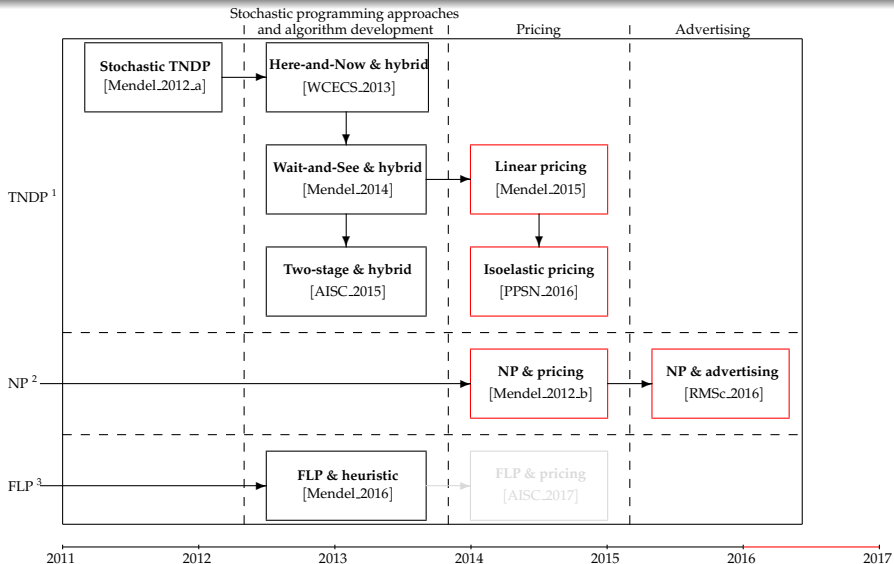 Stochastic programming approaches
and algorithm development
Pricing
Advertising
TNDP 1
Stochastic TNDP
[Mendel_2012_a]
Here-and-Now & hybrid
[WCECS_2013]
Wait-and-See & hybrid
[Mendel_2014]
Linear pricing
[Mendel_2015]
Two-stage & hybrid
[AISC_2015]
Isoelastic pricing
[PPSN_2016]
NP 2
NP & pricing
[Mendel_2012_b]
NP & advertising
[RMSc_2016]
FLP 3
FLP & heuristic
[Mendel_2016]
FLP & pricing
[AISC_2017]
2011 2012 2013 2014 2015 2016 2017